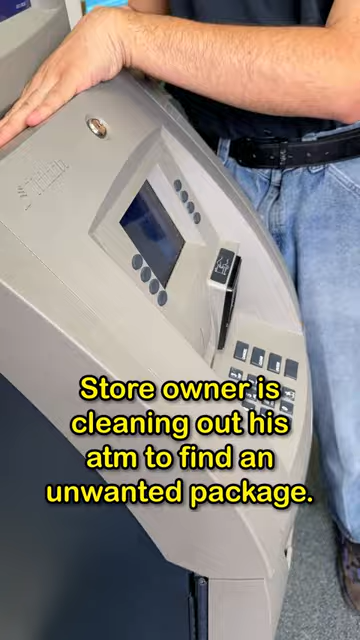 Store owner is
cleaning out his
atm to find an
unwanted package.